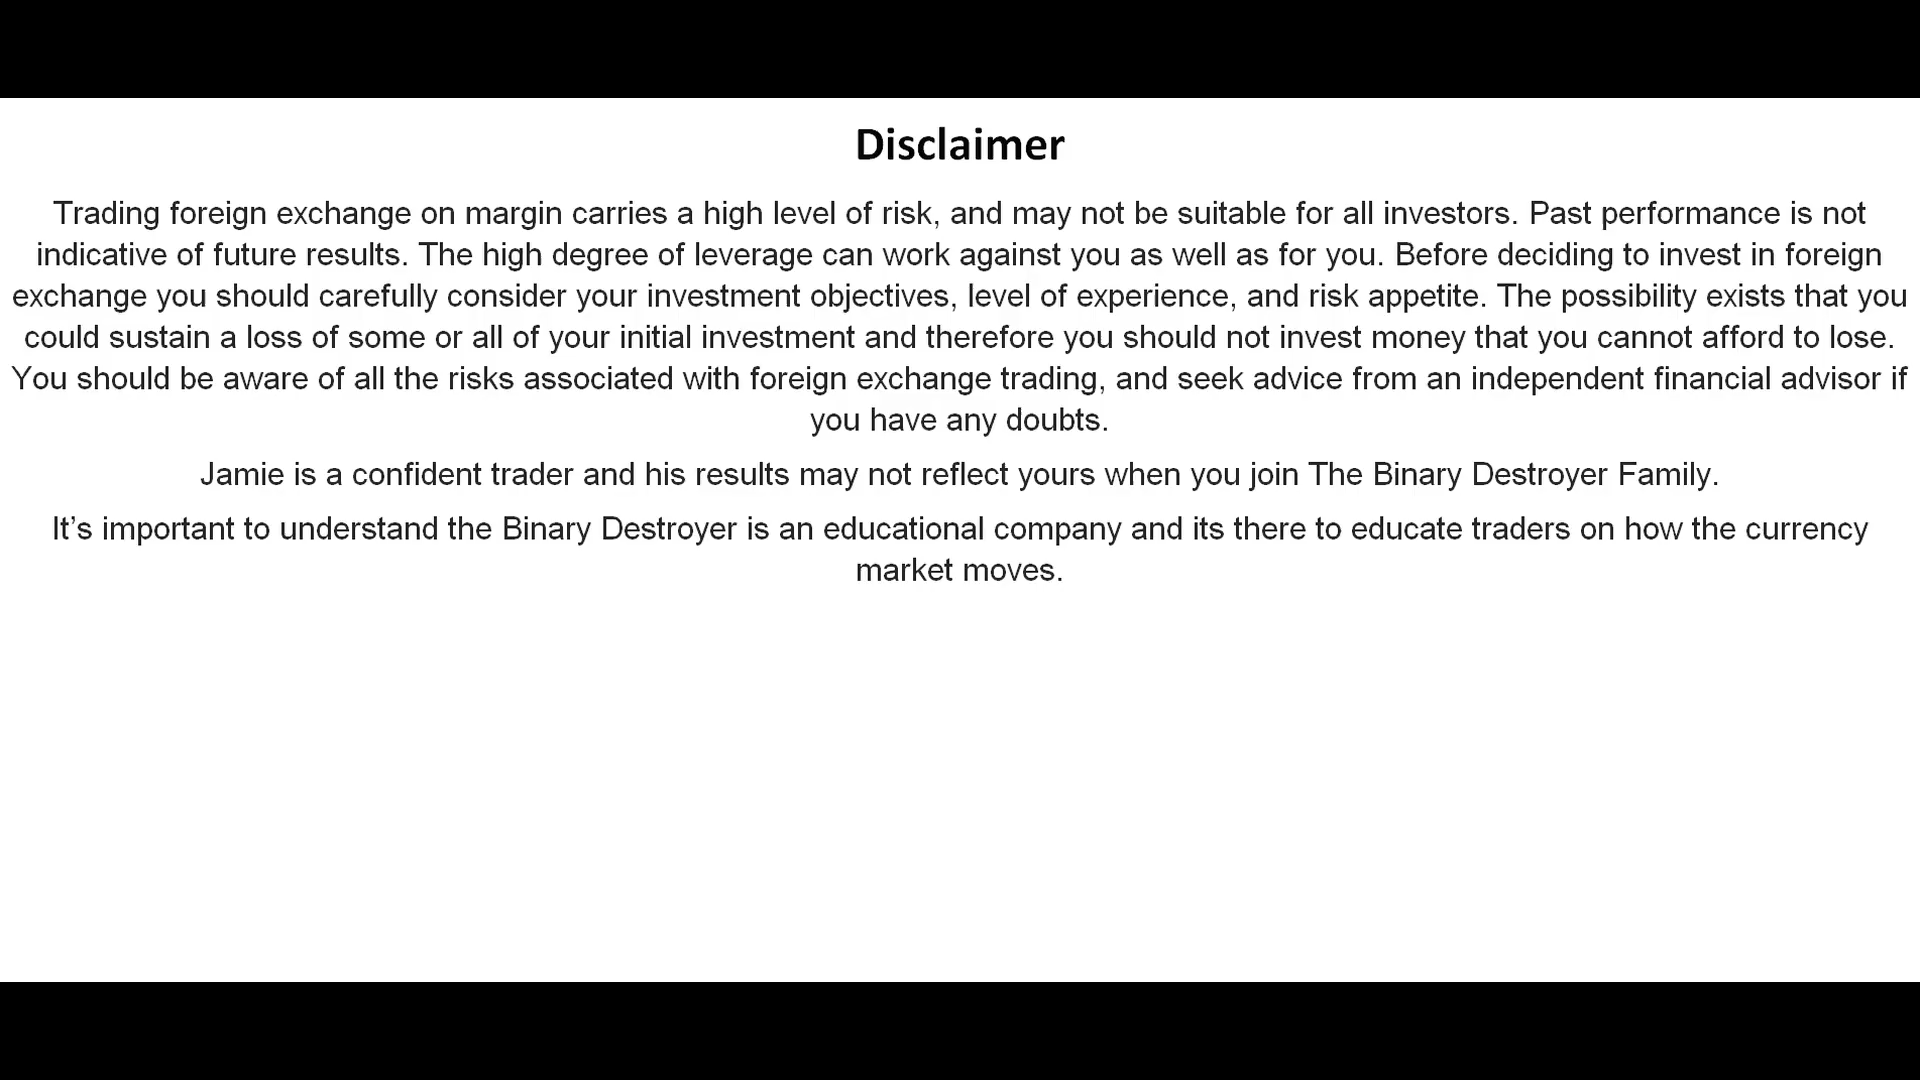 Disclaimer
Trading foreign exchange on margin carries a high level of risk, and may not be suitable for all investors. Past performance is not
indicative of future results. The high degree of leverage can work against you as well as for you. Before deciding to invest in foreign
exchange you should carefully consider your investment objectives, level of experience, and risk appetite. The possibility exists that you
could sustain a loss of some or all of your initial investment and therefore you should not invest money that you cannot afford to lose.
You should be aware of all the risks associated with foreign exchange trading, and seek advice from an independent financial advisor if
you have any doubts.
Jamie is a confident trader and his results may not reflect yours when you join The Binary Destroyer Family.
It’s important to understand the Binary Destroyer is an educational company and its there to educate traders on how the currency
market moves.